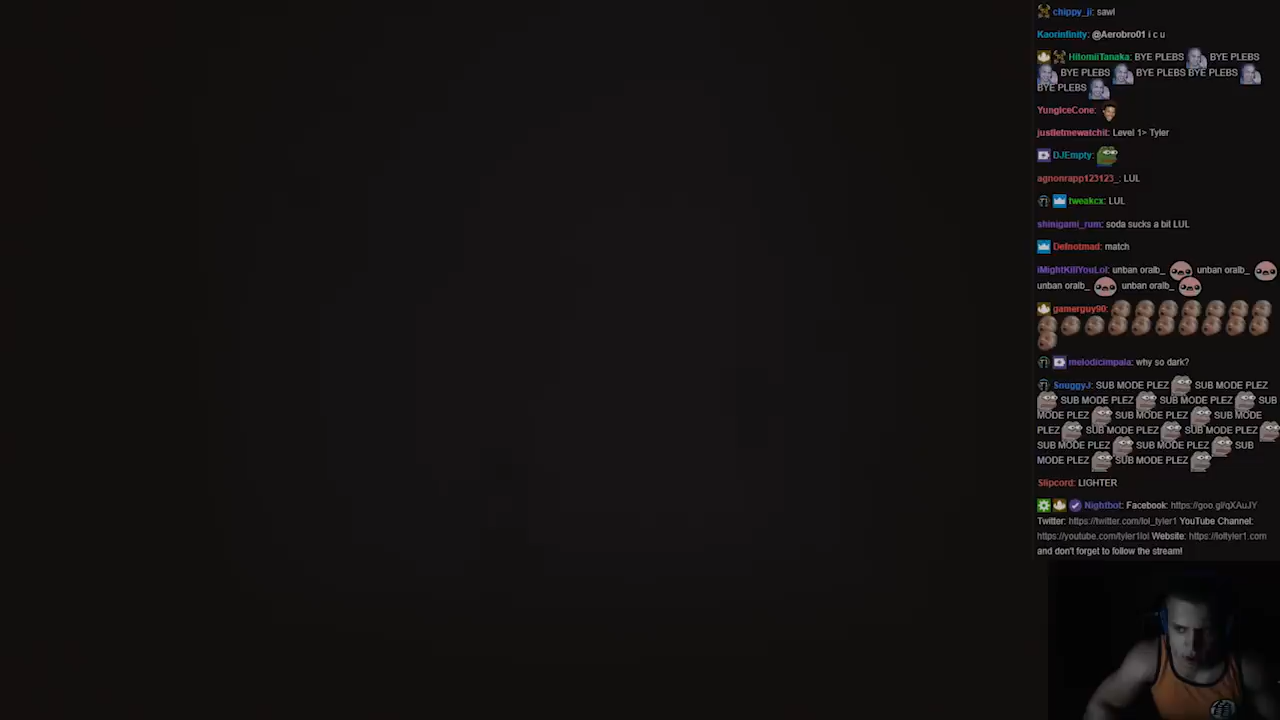 chippy_ji: sawl
Kaorinfinity: @Aerobro01 i c u
HitomiiTanaka: BYE PLEBS BYE PLEBS
BYE PLEBS BYE PLEBS BYE PLEBS
BYE PLEBS
YungIceCone:
justletmewatchit: Level 1> Tyler
DJEmpty:
agnonrapp123123_: LUL
tweakcx: LUL
shinigami_rum: soda sucks a bit LUL
Defnotmad: match
iMightKillYouLol: unban oralb_ unban oralb_
unban oralb_ unban oralb_
gamerguy90:
melodicimpala: why so dark?
SnuggyJ: SUB MODE PLEZ SUB MODE PLEZ
SUB MODE PLEZ SUB MODE PLEZ SUB
MODE PLEZ SUB MODE PLEZ SUB MODE
PLEZ SUB MODE PLEZ SUB MODE PLEZ
SUB MODE PLEZ SUB MODE PLEZ SUB
MODE PLEZ SUB MODE PLEZ
Slipcord: LIGHTER
Nightbot: Facebook: https://goo.gl/qXAuJY
Twitter: https://twitter.com/lol_tyler1 YouTube Channel:
https://youtube.com/tyler1lol Website: https://loltyler1.com
and don't forget to follow the stream!